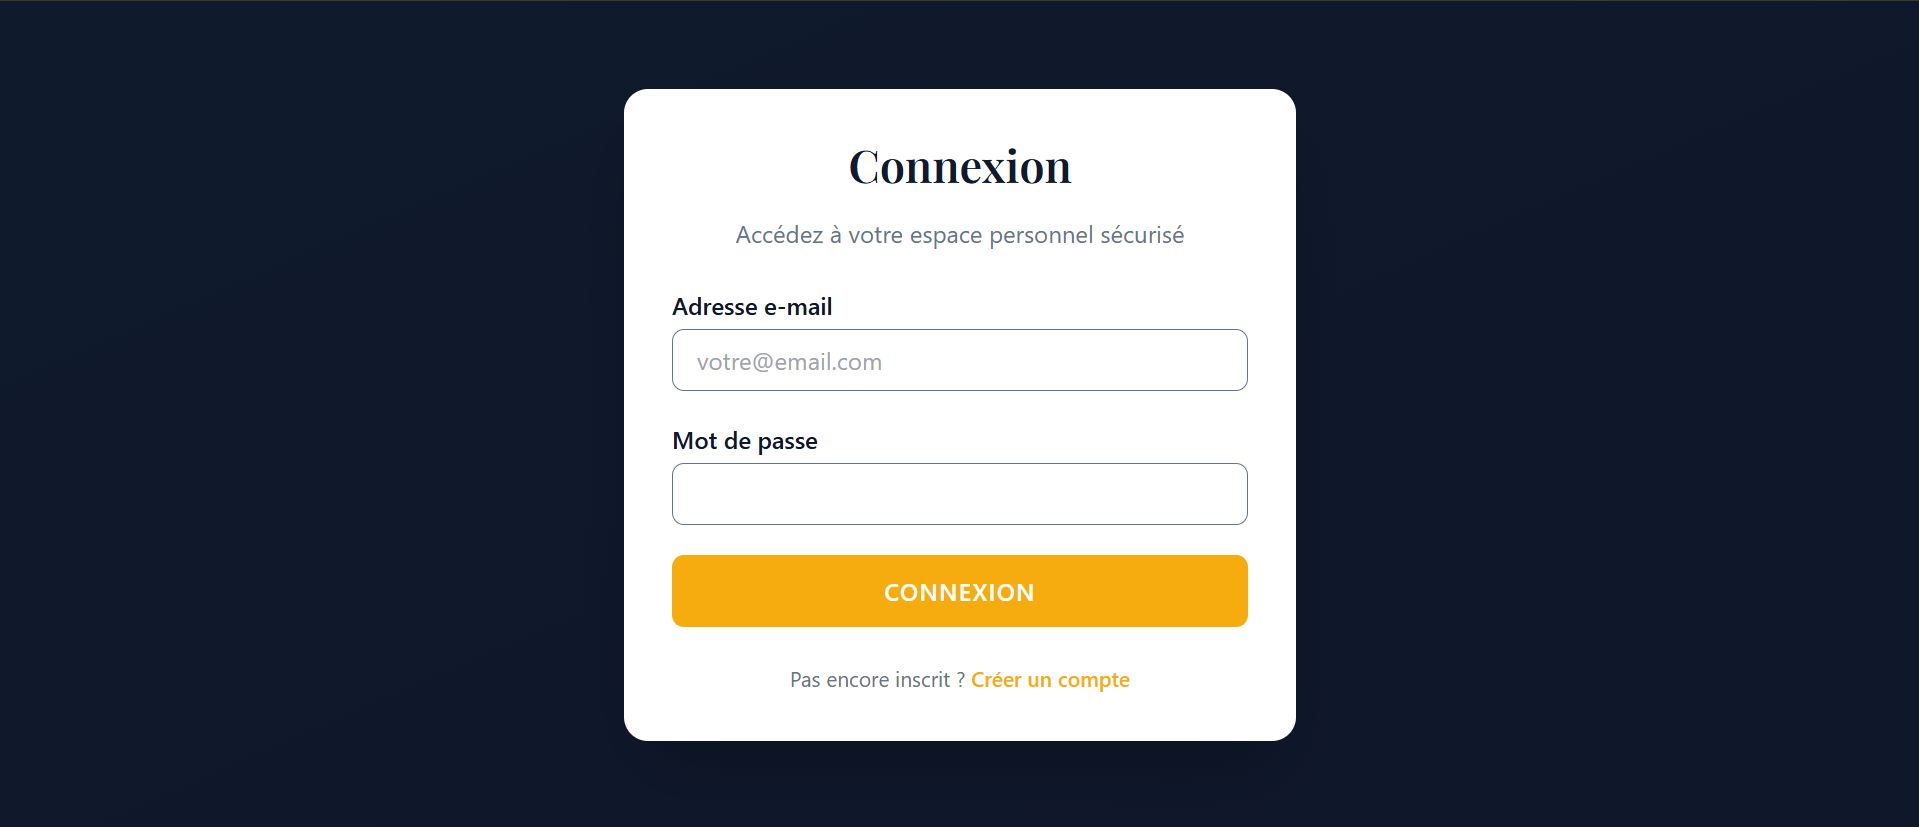 Connexion
Accédez à votre espace personnel sécurisé
Adresse e-mail
votre@email.com
Mot de passe
CONNEXION
Pas encore inscrit ? Créer un compte